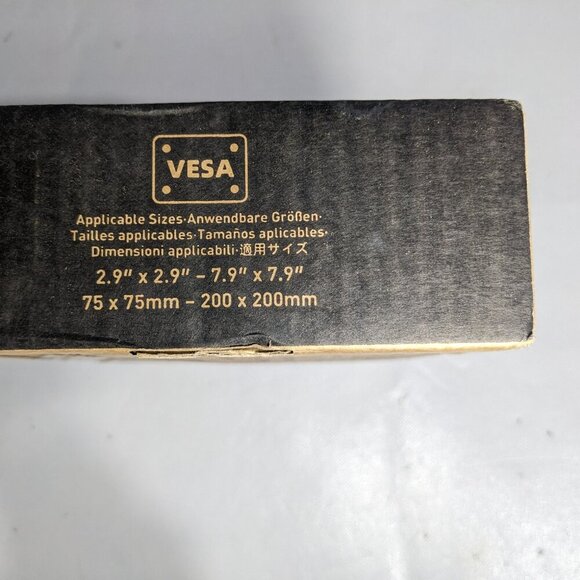 VESA
Applicable Sizes·Anwendbare Größen·
Tailles applicables·Tamaños aplicables·
Dimensioni applicabili·適用サイズ
2.9" x 2.9" – 7.9" x 7.9"
75 x 75mm – 200 x 200mm